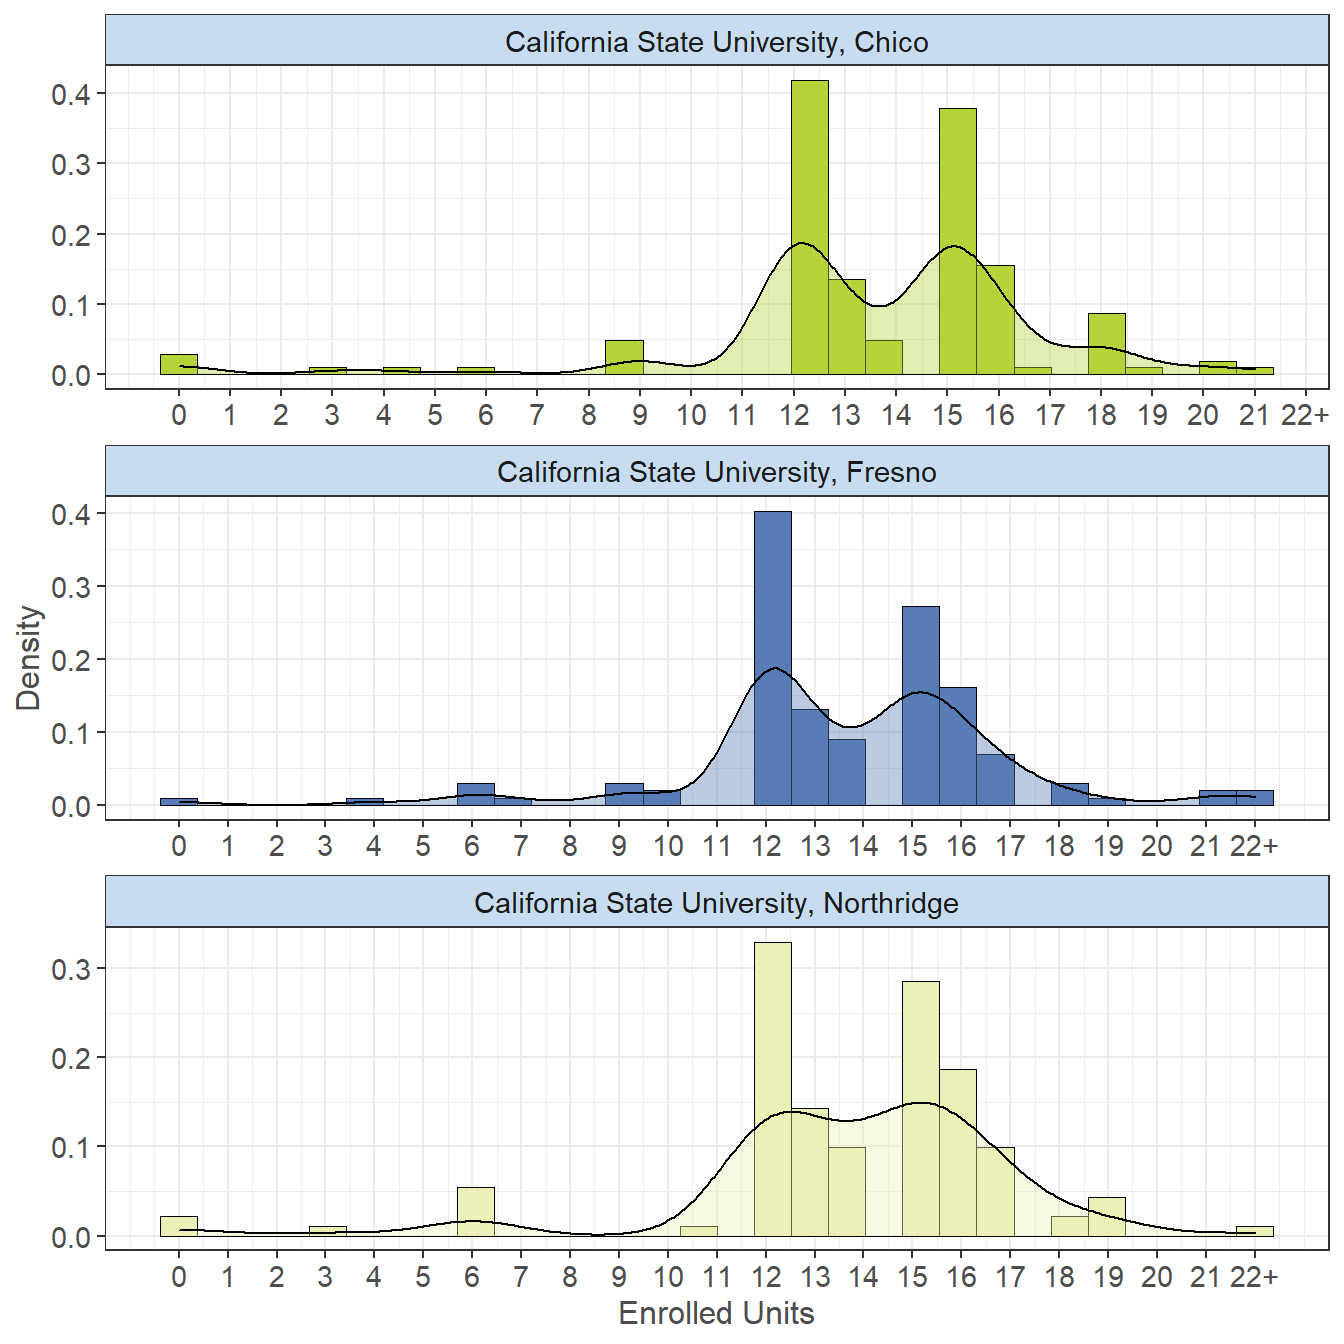 California State University, Chico
0.4
0.3
0.2
0.1
0.0
0 1 2 3 4 5 6 7 8 9 10 11 12 13 14 15 16 17 18 19 20 21 22+
California State University, Fresno
0.4
0.3
0.2
0.1
0.0
Density
0 1 2 3 4 5 6 7 8 9 10 11 12 13 14 15 16 17 18 19 20 21 22+
California State University, Northridge
0.3
0.2
0.1
0.0
0 1 2 3 4 5 6 7 8 9 10 11 12 13 14 15 16 17 18 19 20 21 22+
Enrolled Units